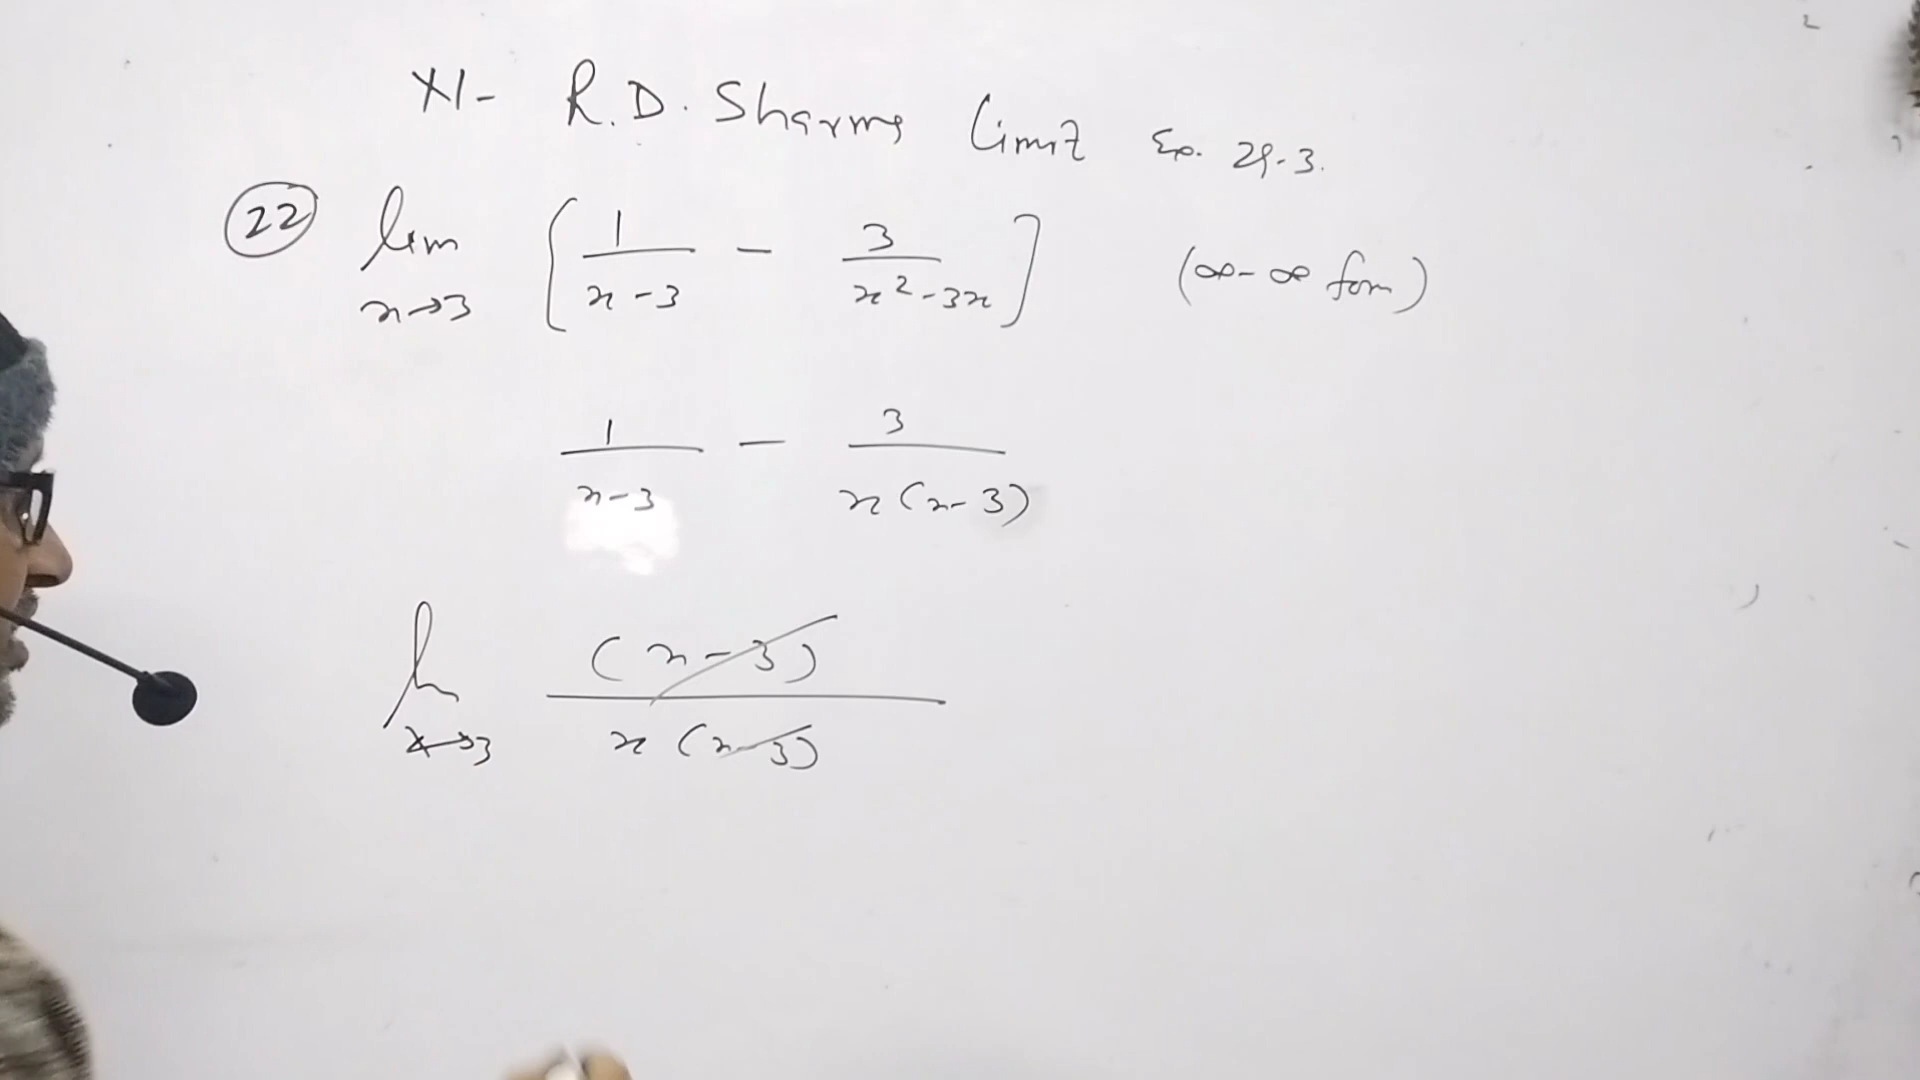 XI- R.D. Sharma Limit Ex. 29.3.
(22) lim x→3 [ 1/(x-3) - 3/(x²-3x) ] (∞-∞ form)
1/(x-3) - 3/(x(x-3))
lim x→3 (x-3)/(x(x-3))